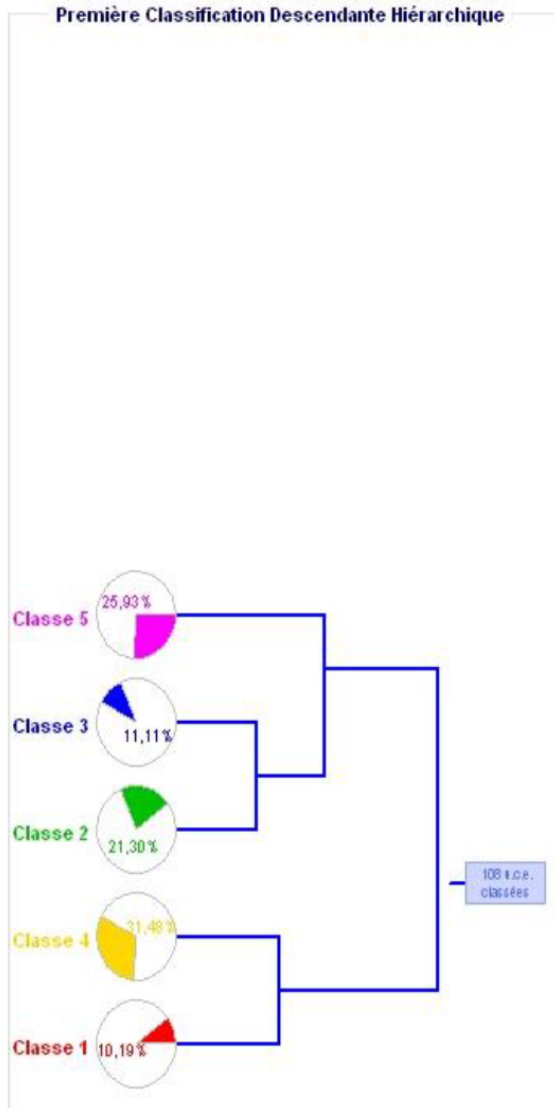 Première Classification Descendante Hiérarchique
25,93 %
Classe 5
Classe 3
11,11 %
Classe 2
21,30 %
108 u.c.e.
classées
Classe 4
31,48 %
Classe 1
10,19 %